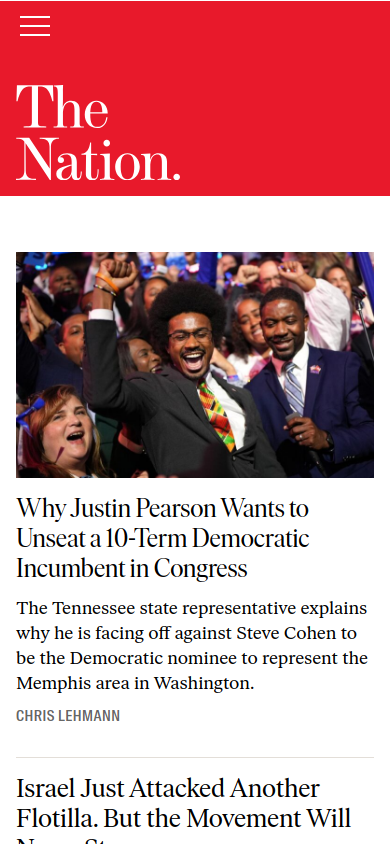 The
Nation.
Why Justin Pearson Wants to
Unseat a 10-Term Democratic
Incumbent in Congress
The Tennessee state representative explains
why he is facing off against Steve Cohen to
be the Democratic nominee to represent the
Memphis area in Washington.
CHRIS LEHMANN
Israel Just Attacked Another
Flotilla. But the Movement Will